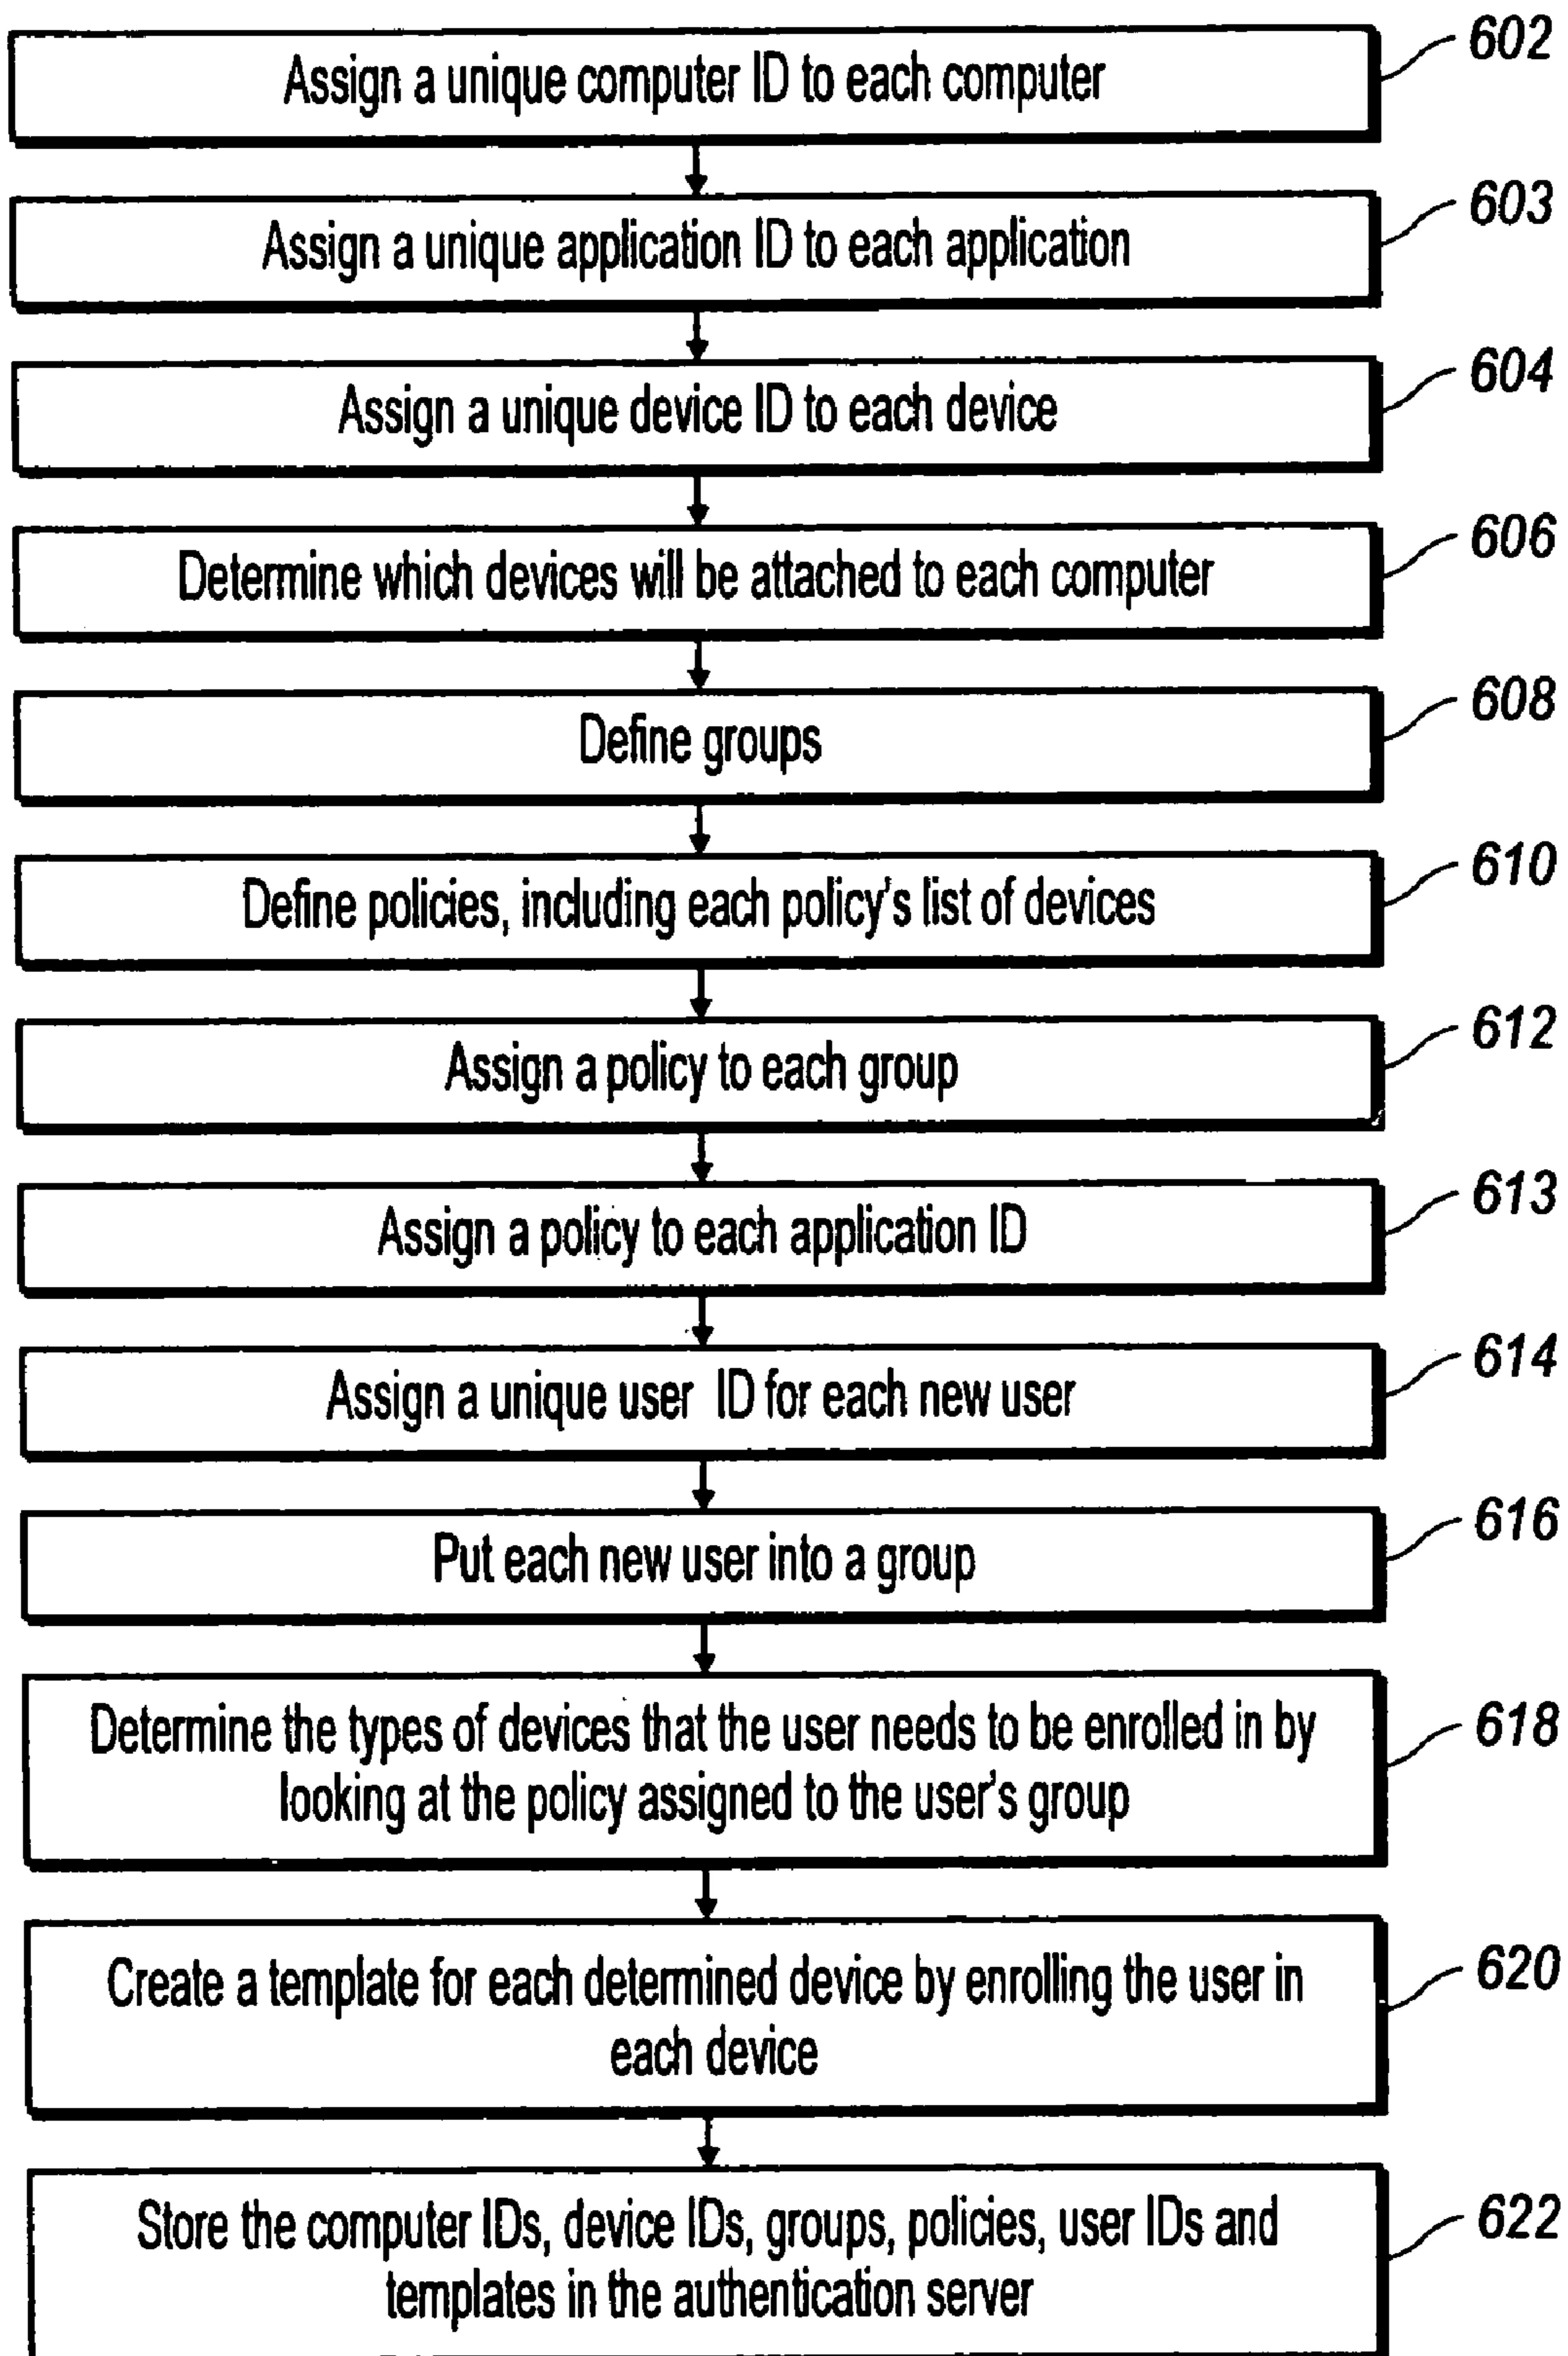 Assign a unique computer ID to each computer
602
Assign a unique application ID to each application
603
Assign a unique device ID to each device
604
Determine which devices will be attached to each computer
606
Define groups
608
Define policies, including each policy's list of devices
610
Assign a policy to each group
612
Assign a policy to each application ID
613
Assign a unique user ID for each new user
614
Put each new user into a group
616
Determine the types of devices that the user needs to be enrolled in by
looking at the policy assigned to the user's group
618
Create a template for each determined device by enrolling the user in
each device
620
Store the computer IDs, device IDs, groups, policies, user IDs and
templates in the authentication server
622